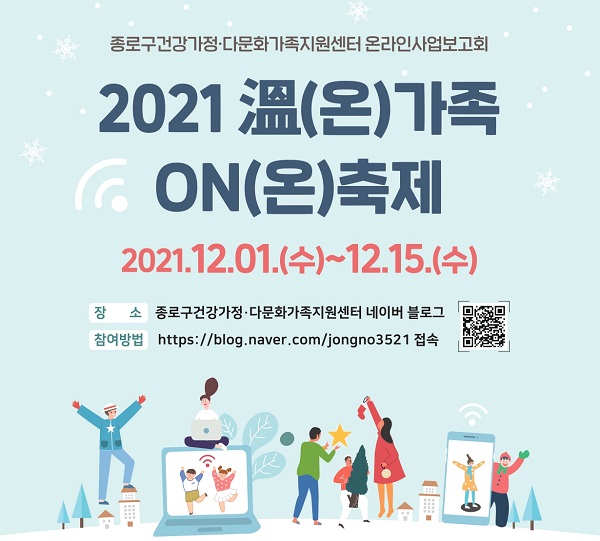 종로구건강가정·다문화가족지원센터 온라인사업보고회
2021 溫(온)가족
ON(온)축제
2021.12.01.(수)~12.15.(수)
장 소 종로구건강가정·다문화가족지원센터 네이버 블로그
참여방법 https://blog.naver.com/jongno3521 접속